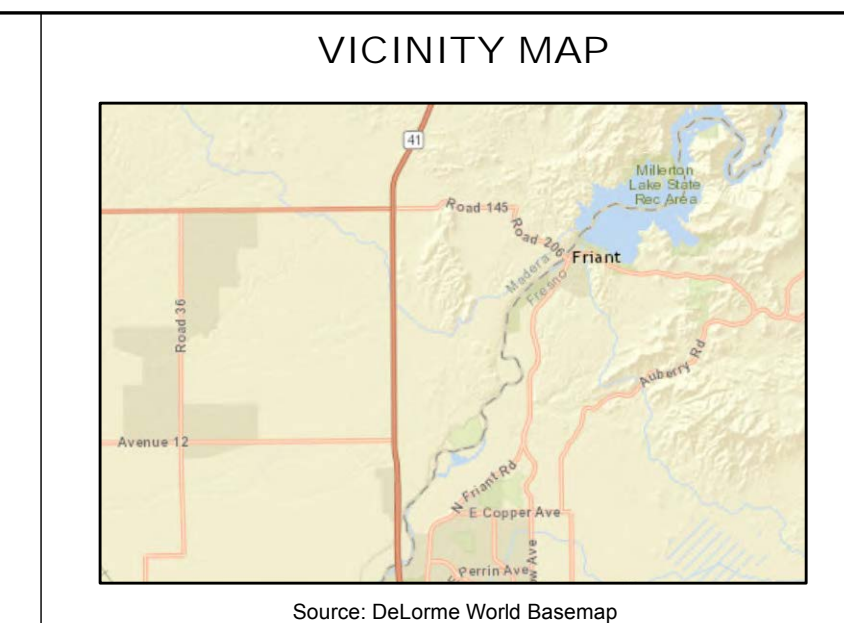 VICINITY MAP
41
Millerton
Lake State
Rec Area
Road 145
Road 206
Friant
Madera
Fresno
Road 36
Auberry Rd
Avenue 12
N Friant Rd
E Copper Ave
Perrin Ave
Ave
Source: DeLorme World Basemap